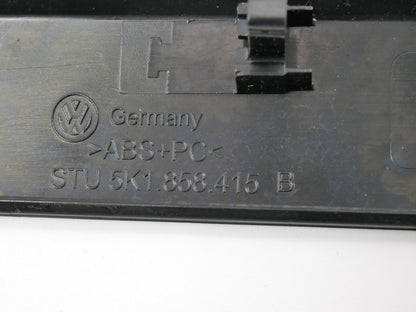 Germany
>ABS+PC<
STU 5K1.858.415 B